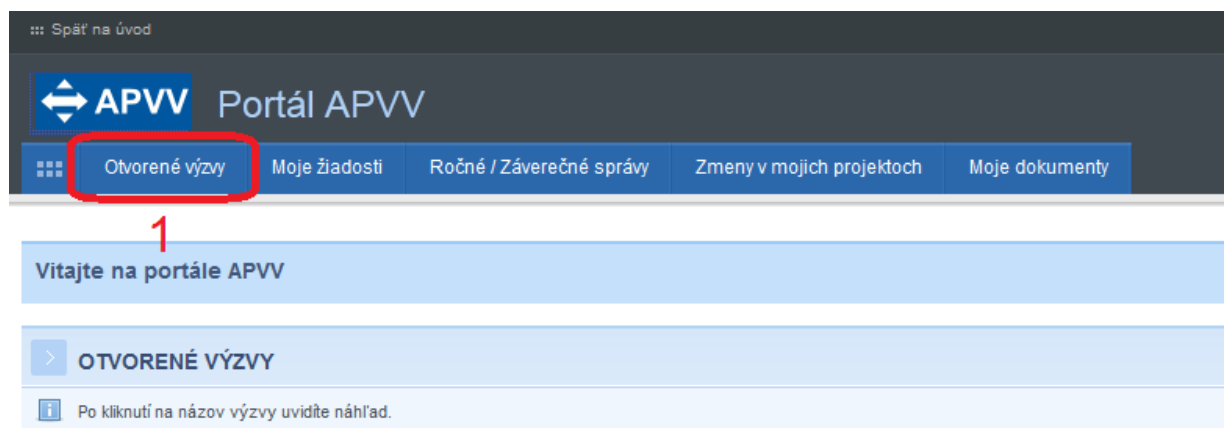 Späť na úvod
APVV Portál APVV
Otvorené výzvy Moje žiadosti Ročné / Záverečné správy Zmeny v mojich projektoch Moje dokumenty
1
Vitajte na portále APVV
OTVORENÉ VÝZVY
i Po kliknutí na názov výzvy uvidíte náhľad.